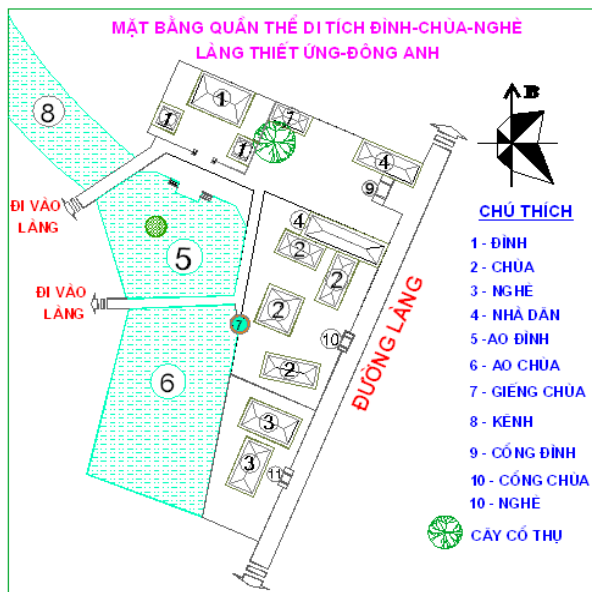 MẶT BẰNG QUẦN THỂ DI TÍCH ĐÌNH-CHÙA-NGHÈ
LÀNG THIẾT ỨNG-ĐÔNG ANH
8
1
1
1
1
4
9
B
ĐI VÀO
LÀNG
5
4
2
2
2
2
ĐI VÀO
LÀNG
7
10
6
3
3
11
ĐƯỜNG LÀNG
CHÚ THÍCH
1 - ĐÌNH
2 - CHÙA
3 - NGHÈ
4 - NHÀ DÂN
5 -AO ĐÌNH
6 - AO CHÙA
7 - GIẾNG CHÙA
8 - KÊNH
9 - CỔNG ĐÌNH
10 - CỔNG CHÙA
10 - NGHÈ
CÂY CỔ THỤ